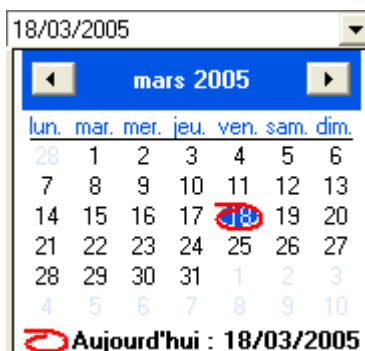 18/03/2005
mars 2005
lun. mar. mer. jeu. ven. sam. dim.
28 1 2 3 4 5 6
7 8 9 10 11 12 13
14 15 16 17 18 19 20
21 22 23 24 25 26 27
28 29 30 31 1 2 3
4 5 6 7 8 9 10
Aujourd'hui : 18/03/2005